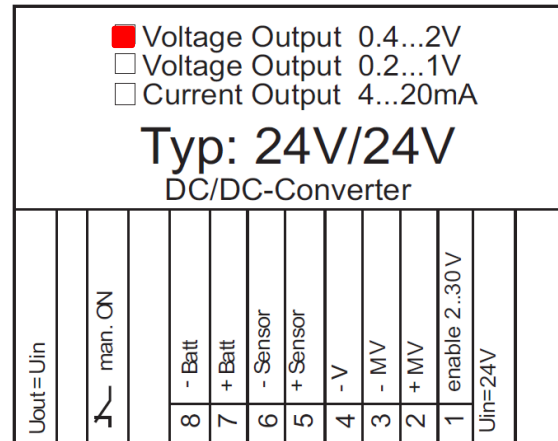 Voltage Output 0.4...2V
Voltage Output 0.2...1V
Current Output 4...20mA
Typ: 24V/24V
DC/DC-Converter
Uout = Uin
man. ON
8 - Batt
7 + Batt
6 - Sensor
5 + Sensor
4 - V
3 - MV
2 + MV
1 enable 2..30 V
Uin=24V